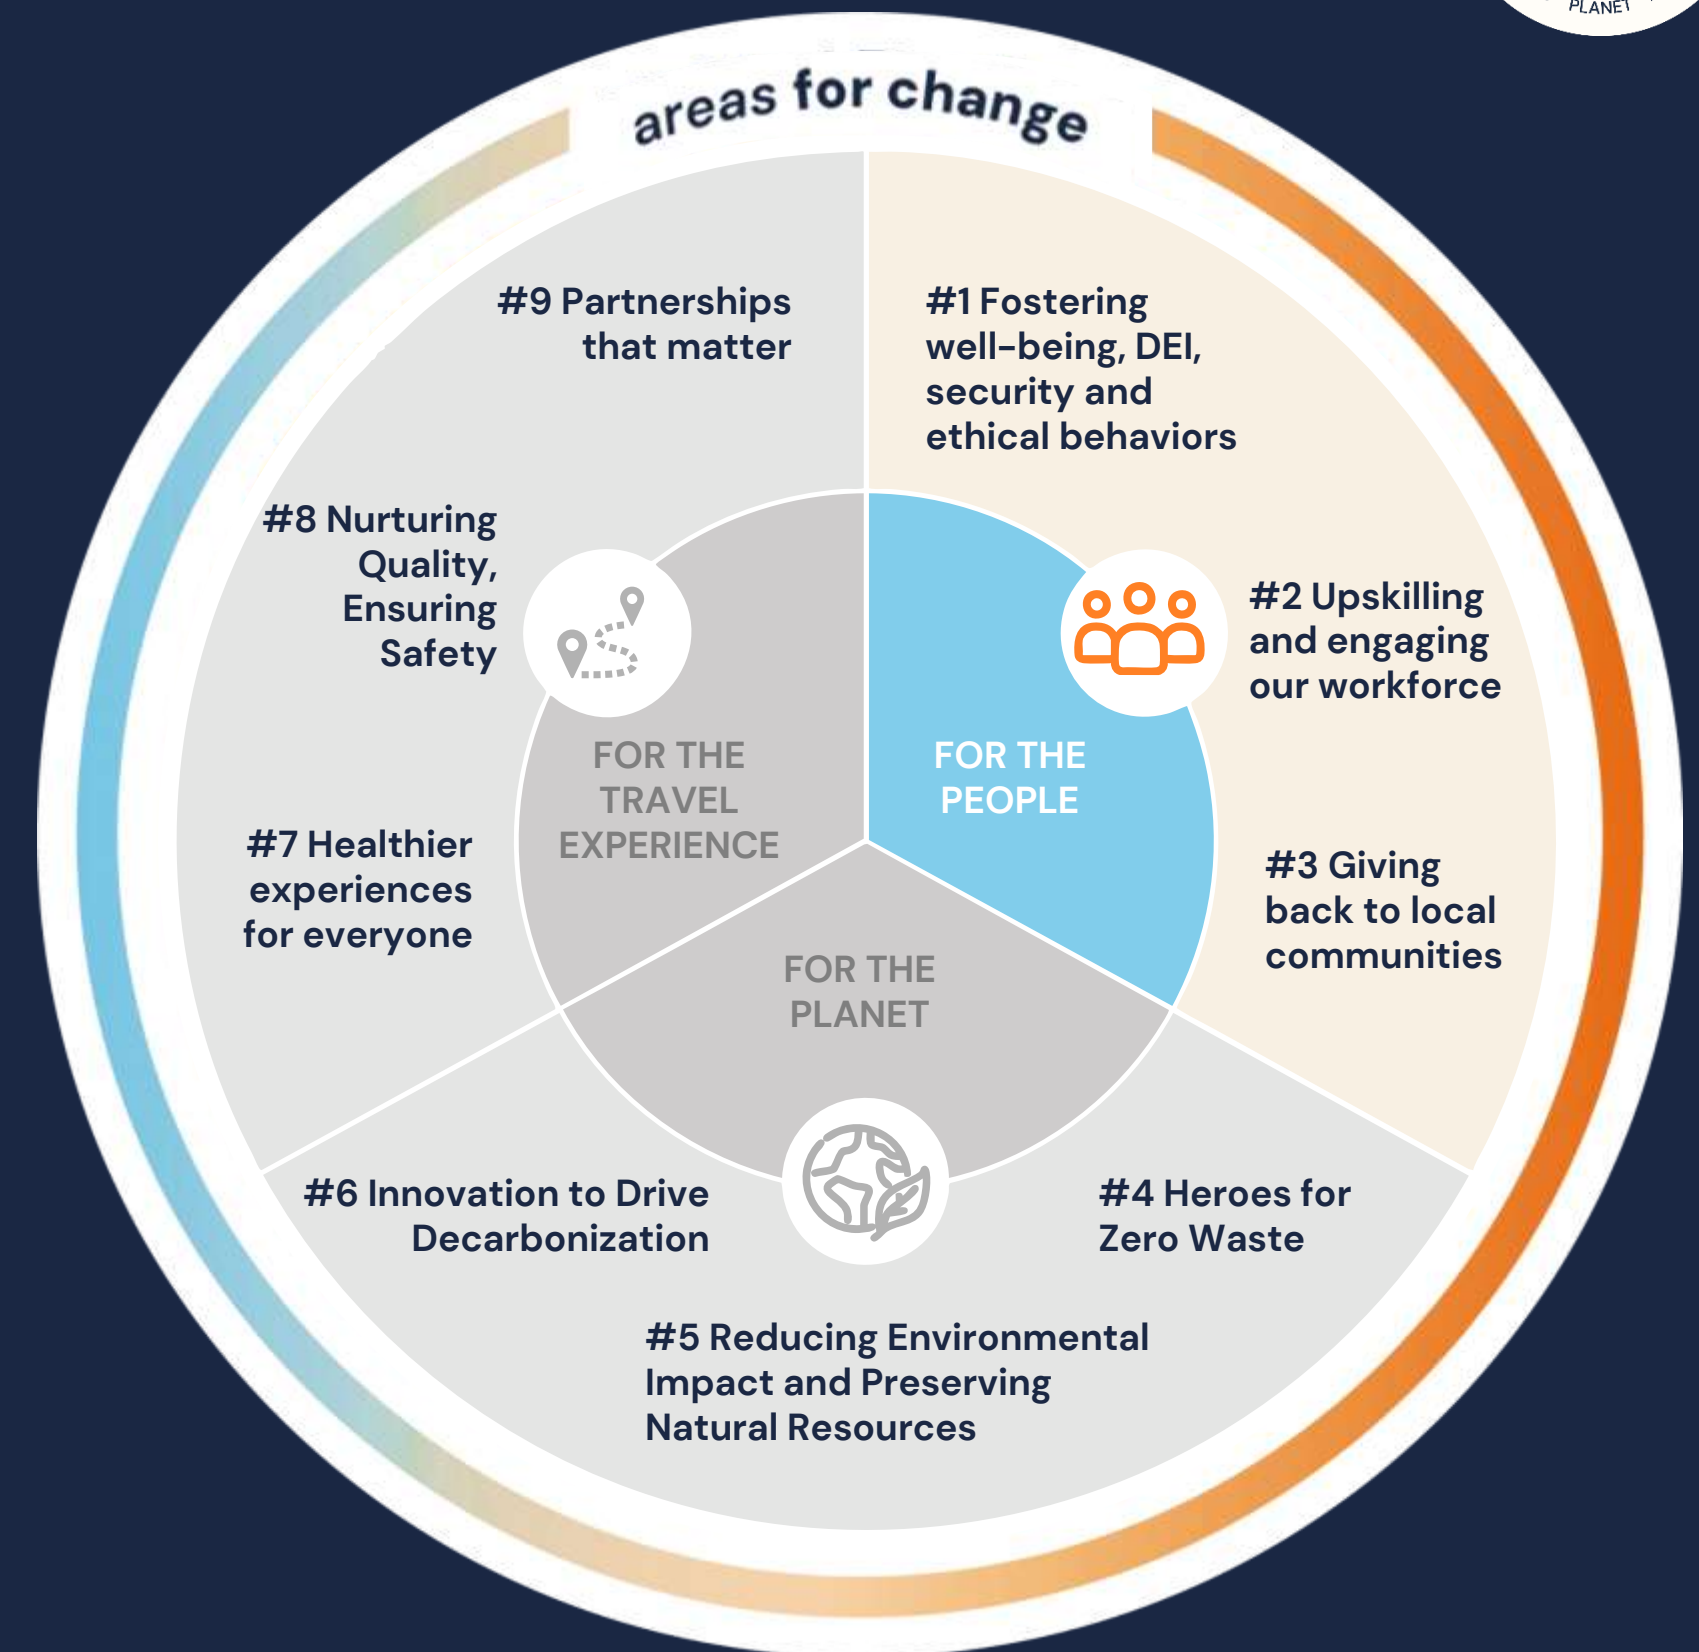 PLANET
areas for change
#9 Partnerships
that matter
#1 Fostering
well-being, DEI,
security and
ethical behaviors
#8 Nurturing
Quality,
Ensuring
Safety
#2 Upskilling
and engaging
our workforce
FOR THE
TRAVEL
EXPERIENCE
FOR THE
PEOPLE
#7 Healthier
experiences
for everyone
#3 Giving
back to local
communities
FOR THE
PLANET
#6 Innovation to Drive
Decarbonization
#4 Heroes for
Zero Waste
#5 Reducing Environmental
Impact and Preserving
Natural Resources